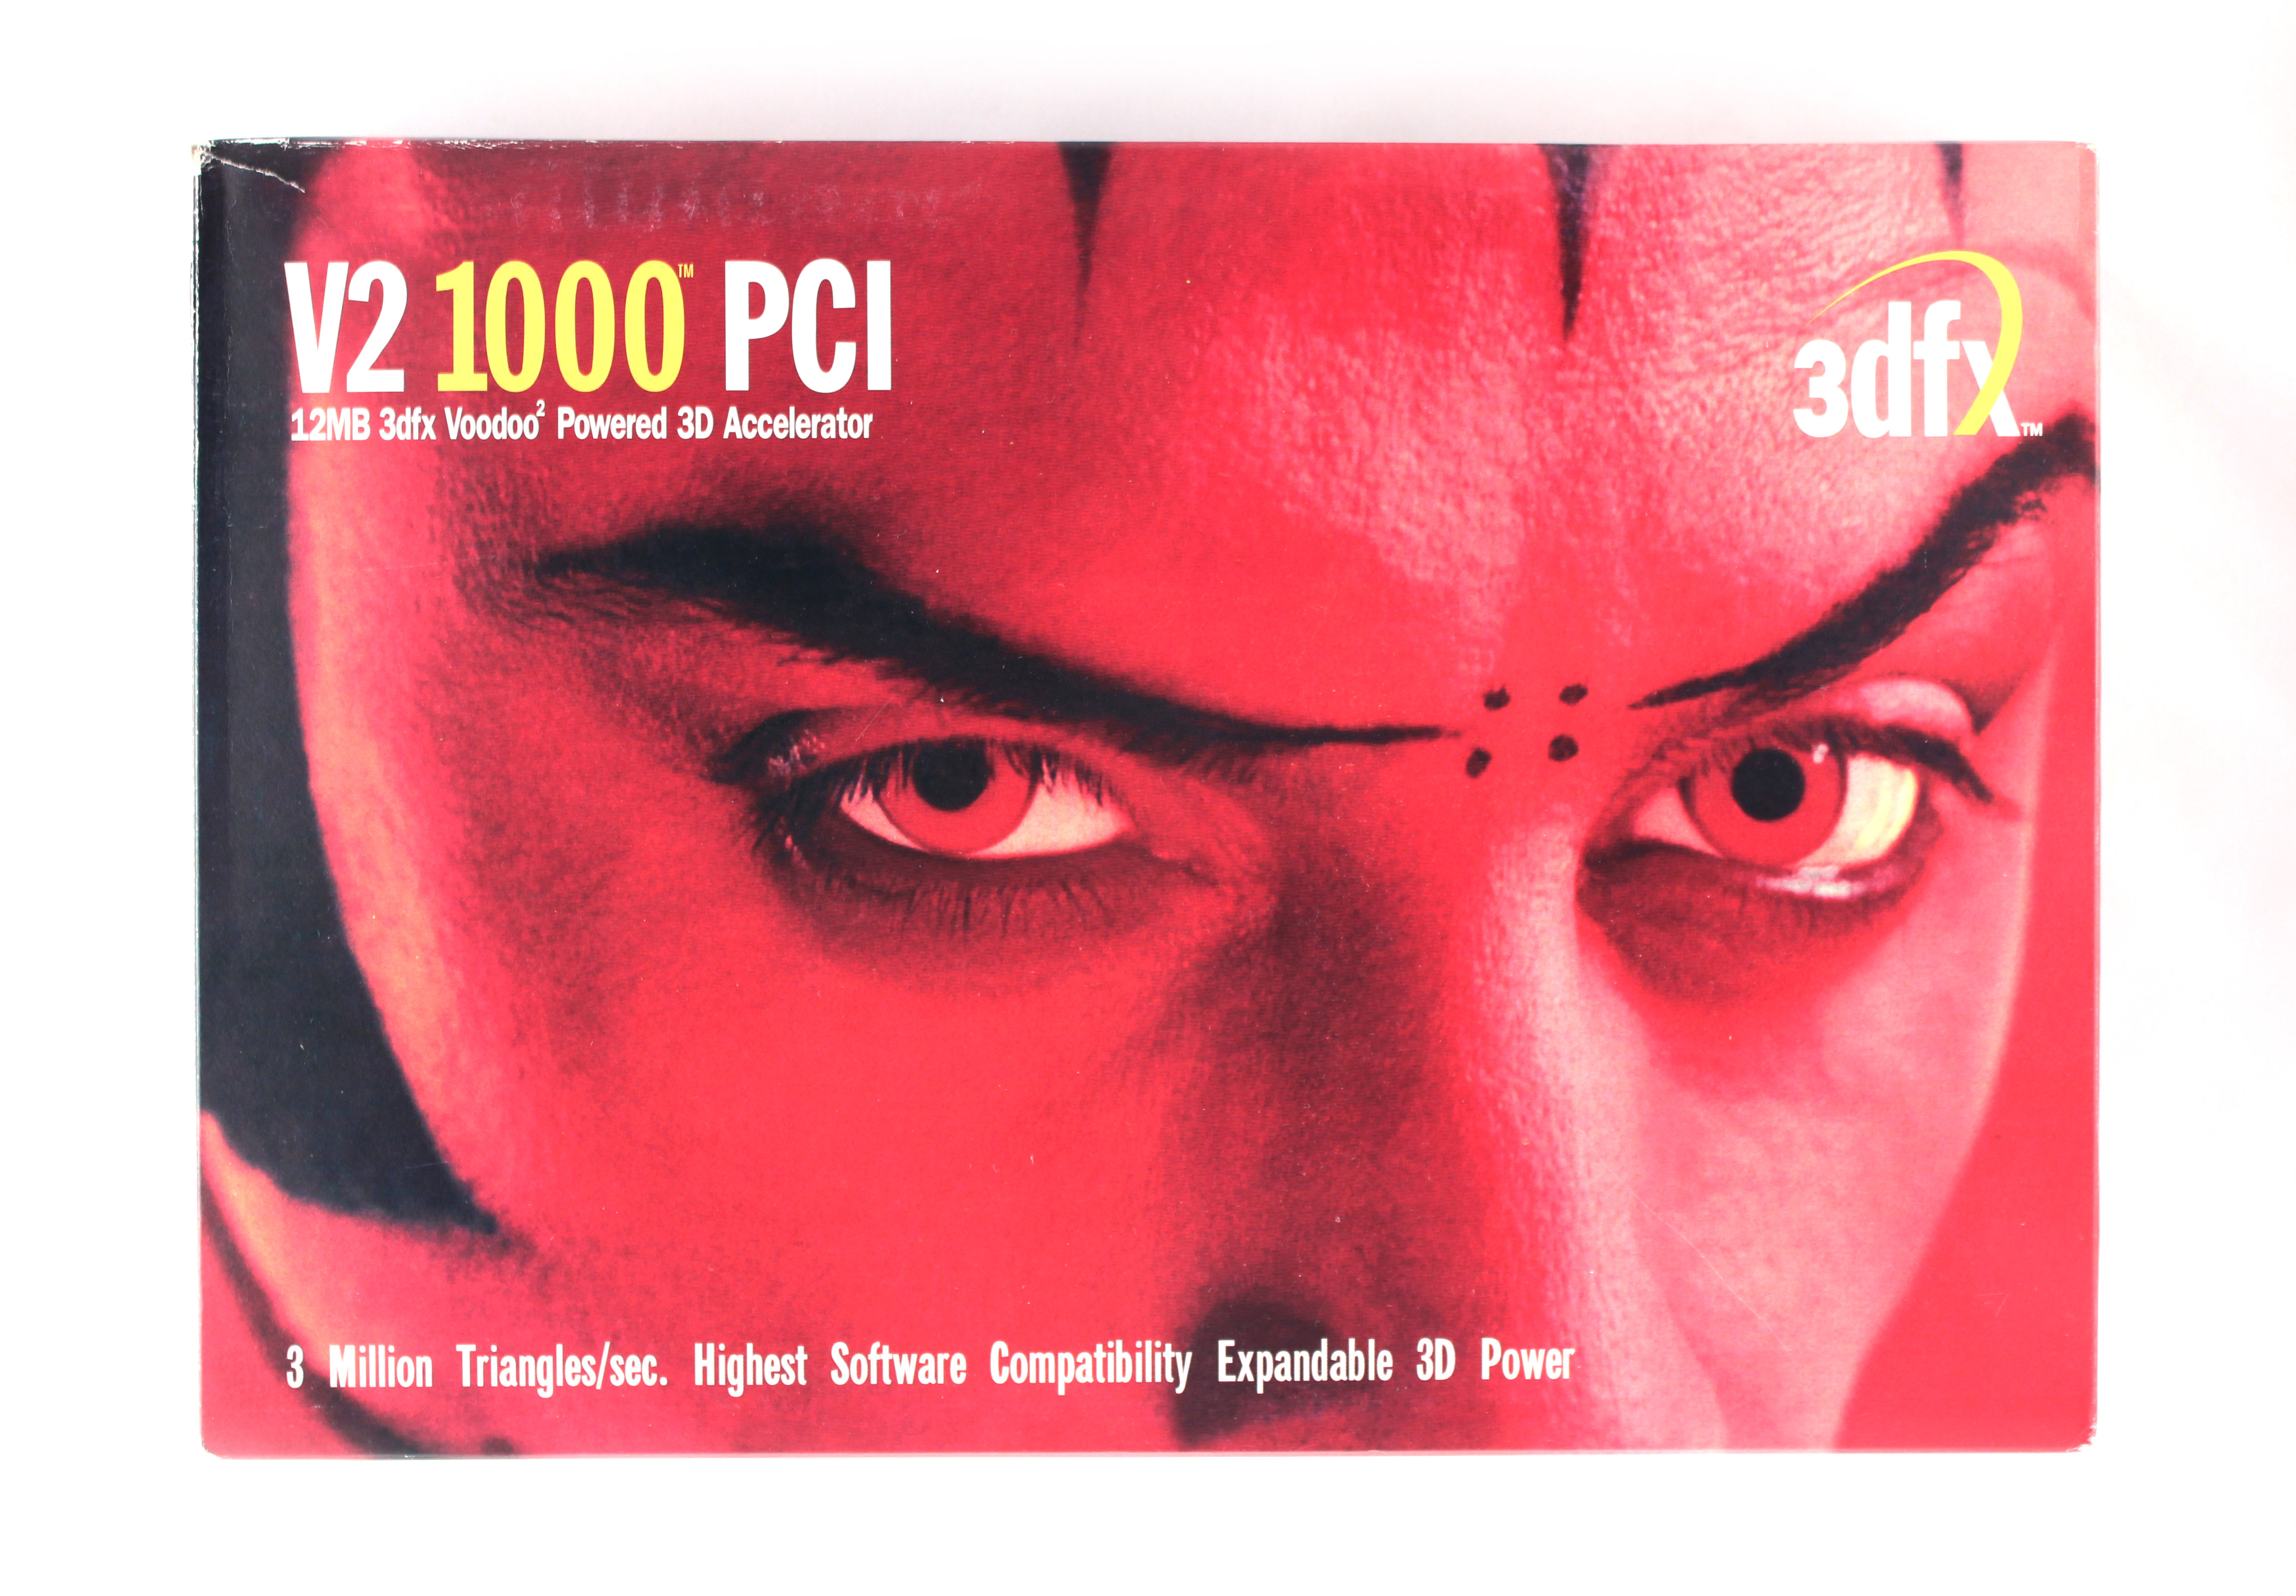 V2 1000™ PCI
12MB 3dfx Voodoo² Powered 3D Accelerator
3dfx™
3 Million Triangles/sec. Highest Software Compatibility Expandable 3D Power